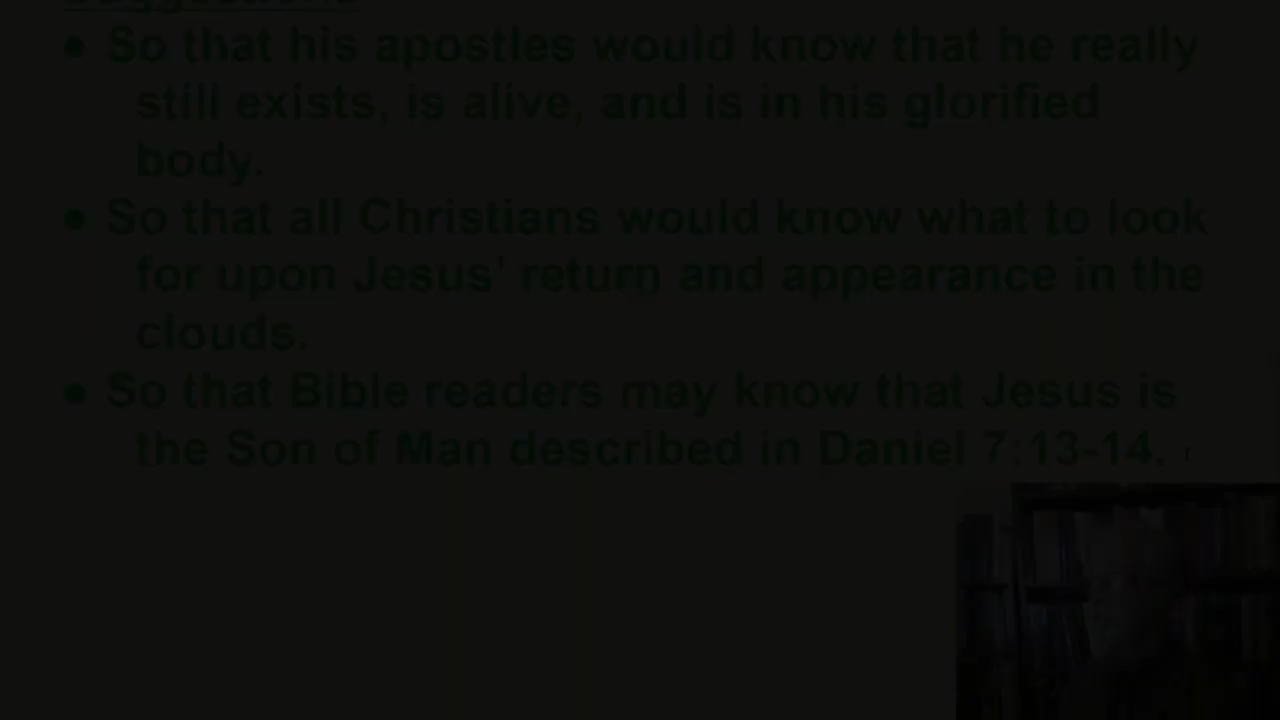 Suggestions
● So that his apostles would know that he really
still exists, is alive, and is in his glorified
body.
● So that all Christians would know what to look
for upon Jesus' return and appearance in the
clouds.
● So that Bible readers may know that Jesus is
the Son of Man described in Daniel 7:13-14.